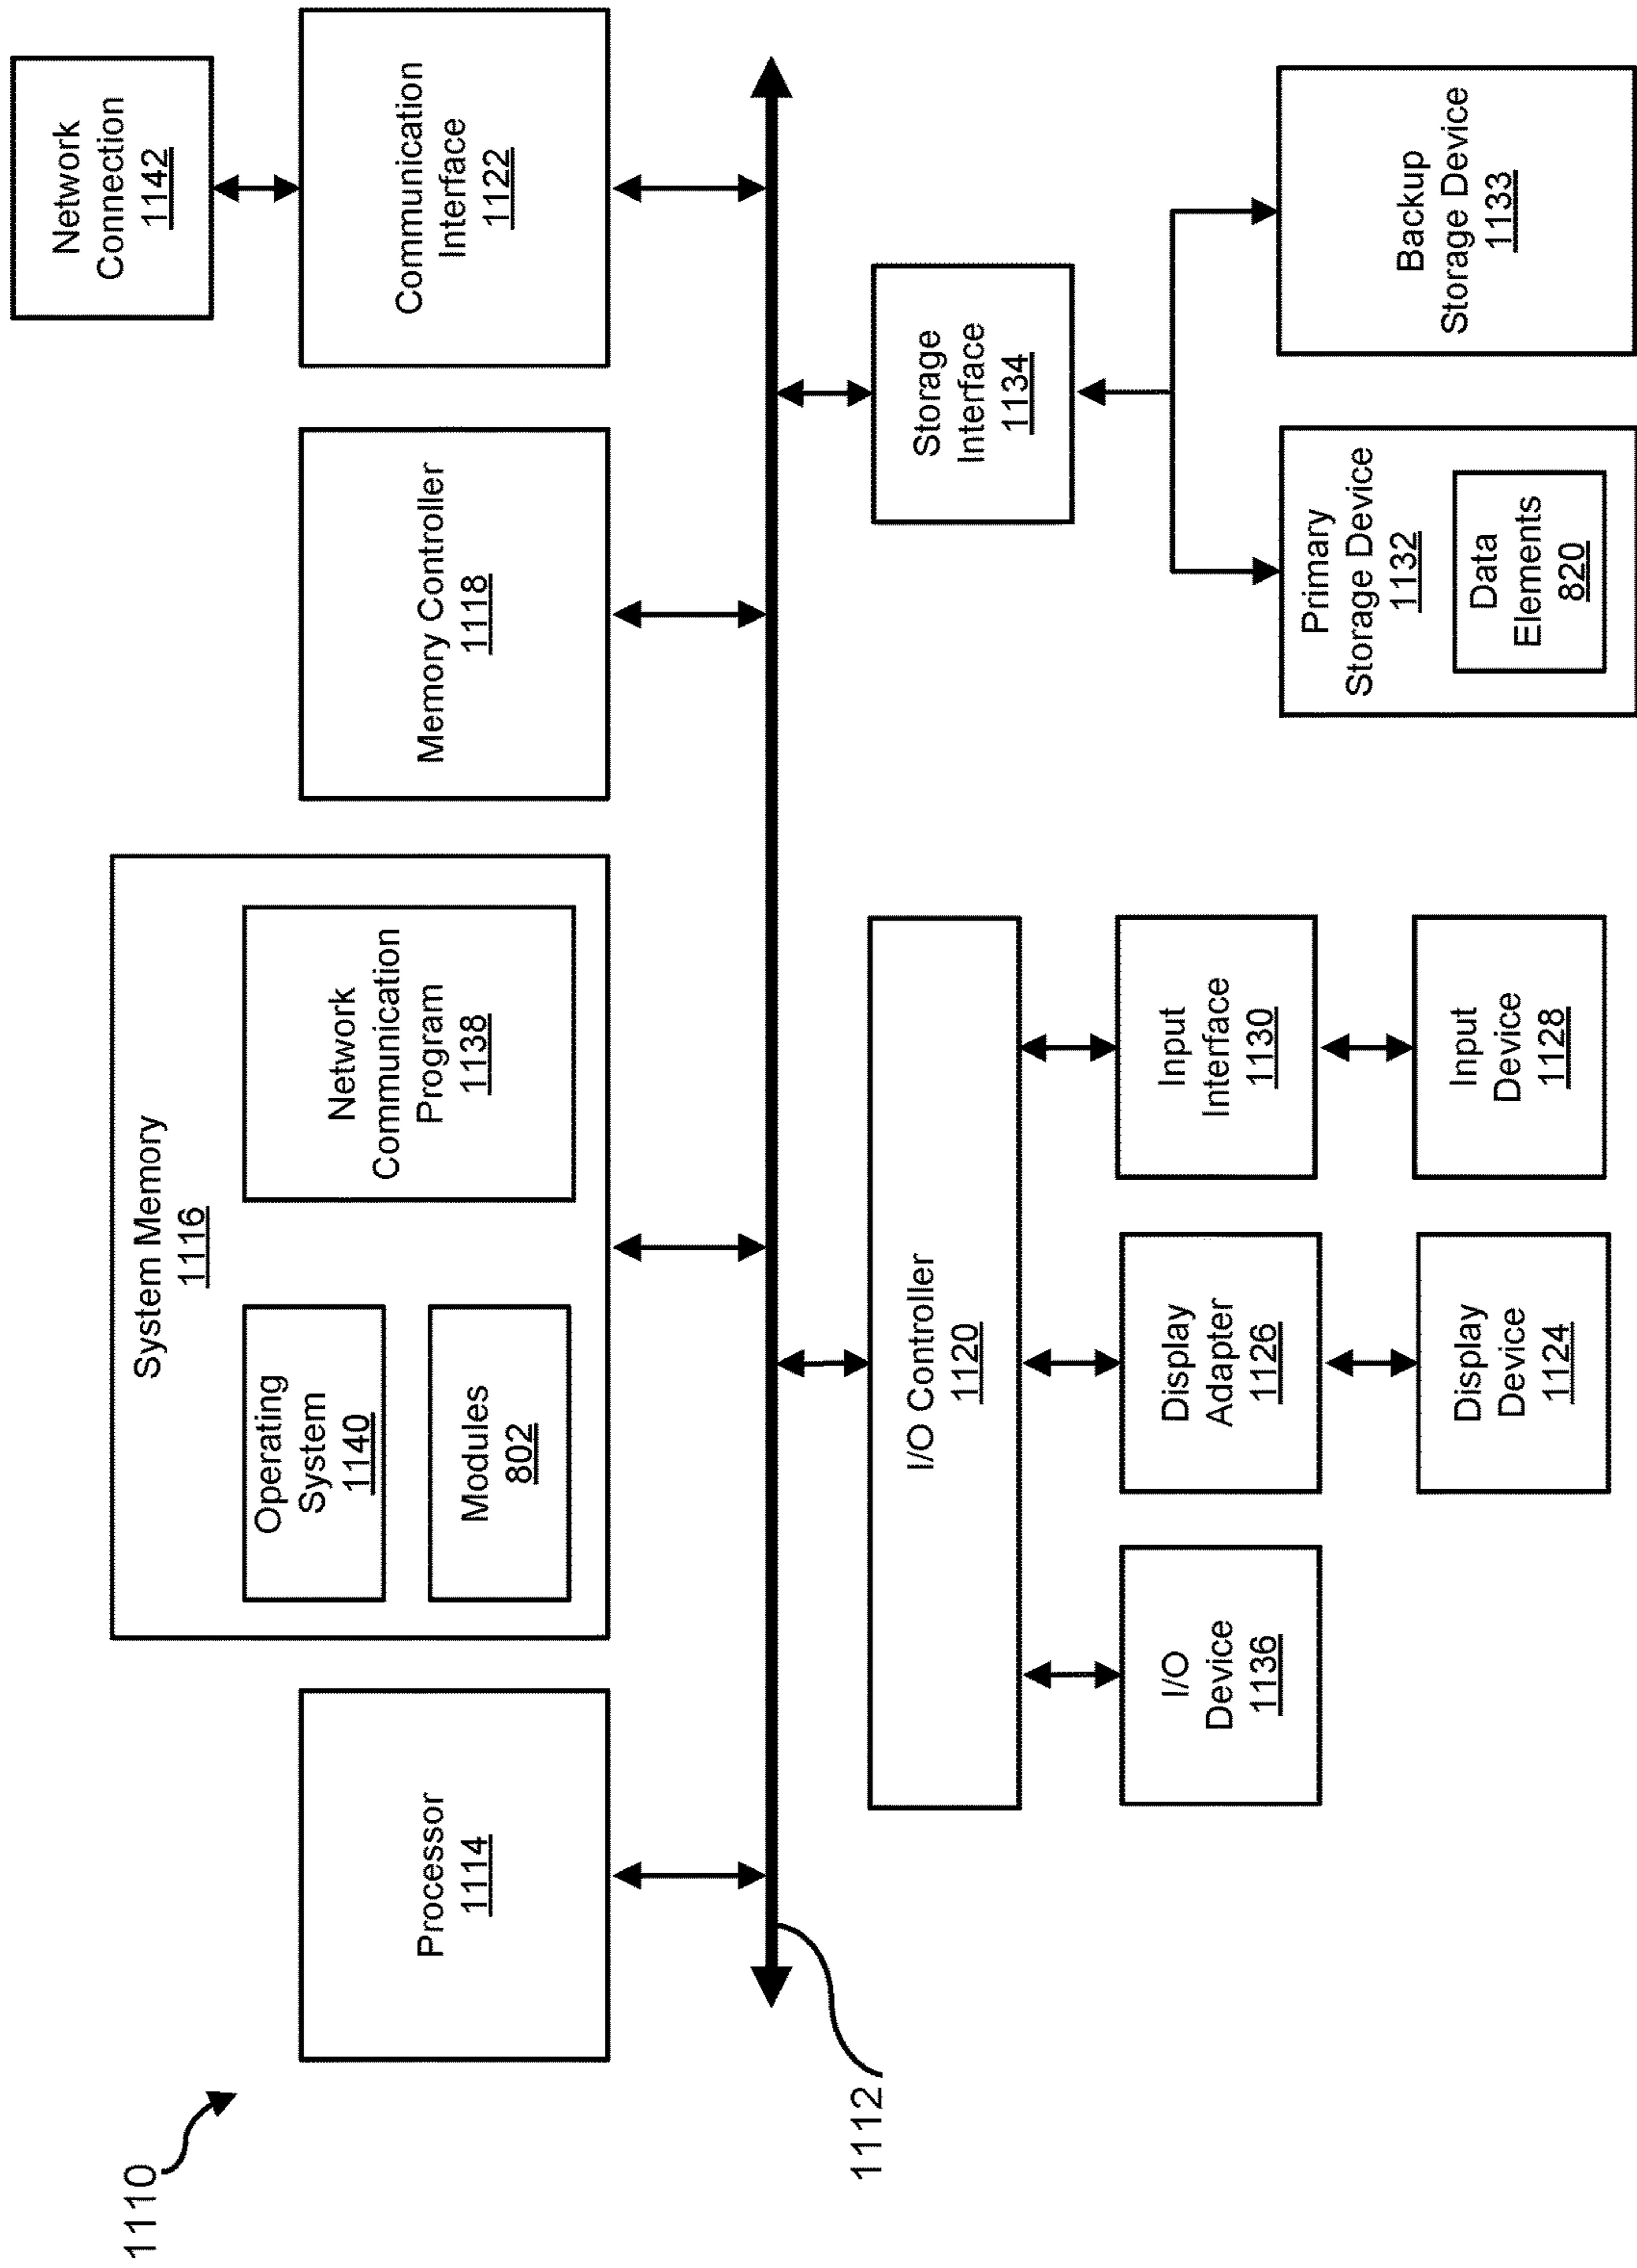 1110
Processor
1114
System Memory
1116
Operating
System
1140
Modules
802
Network
Communication
Program
1138
Memory Controller
1118
Network
Connection
1142
Communication
Interface
1122
1112
I/O Controller
1120
I/O
Device
1136
Display
Adapter
1126
Input
Interface
1130
Display
Device
1124
Input
Device
1128
Storage
Interface
1134
Primary
Storage Device
1132
Data
Elements
820
Backup
Storage Device
1133